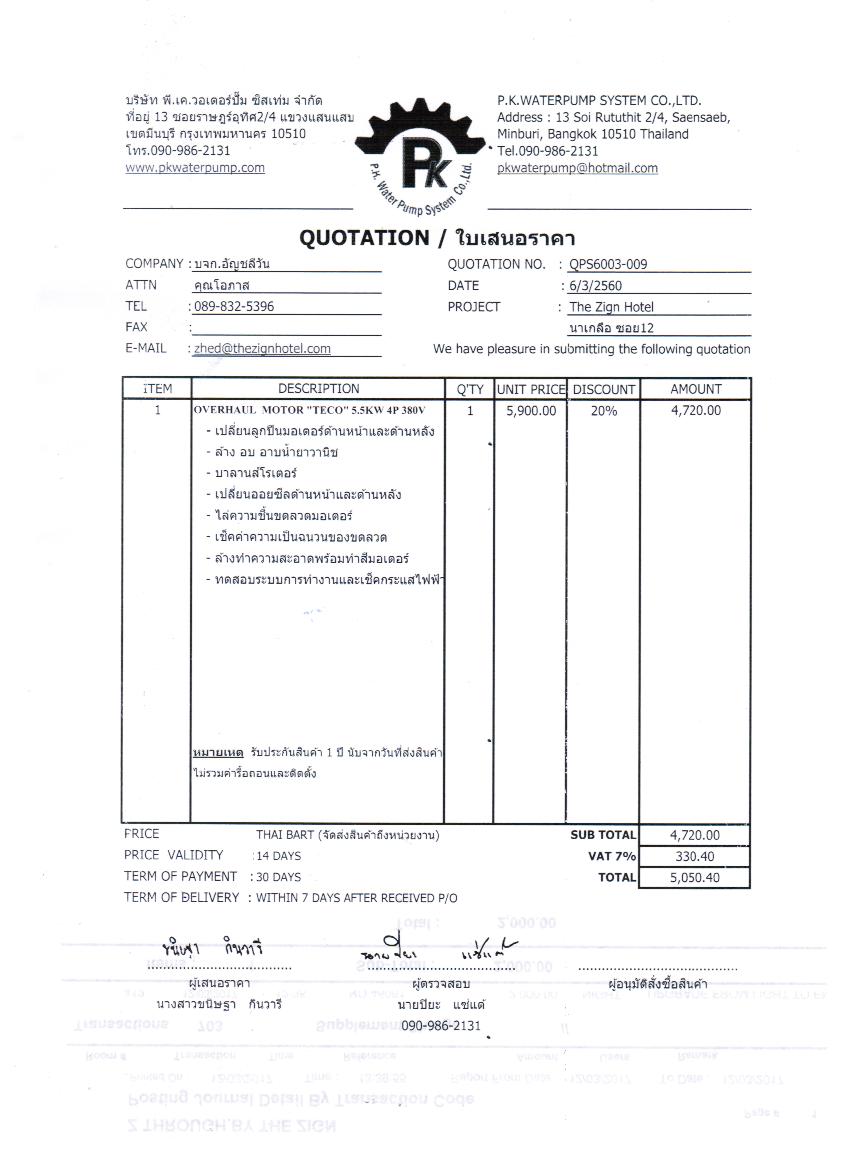 บริษัท พี.เค.วอเตอร์ปั๊ม ซิสเท่ม จำกัด
ที่อยู่ 13 ซอยราษฎร์อุทิศ2/4 แขวงแสนแสบ
เขตมีนบุรี กรุงเทพมหานคร 10510
โทร.090-986-2131
www.pkwaterpump.com
PK
P.K. Water Pump System Co.,Ltd.
P.K.WATERPUMP SYSTEM CO.,LTD.
Address : 13 Soi Rututhit 2/4, Saensaeb,
Minburi, Bangkok 10510 Thailand
Tel.090-986-2131
pkwaterpump@hotmail.com
QUOTATION / ใบเสนอราคา
COMPANY : บจก.อัญชลีวัน QUOTATION NO. : QPS6003-009
ATTN คุณโอภาส DATE : 6/3/2560
TEL : 089-832-5396 PROJECT : The Zign Hotel
FAX : นาเกลือ ซอย12
E-MAIL : zhed@thezignhotel.com We have pleasure in submitting the following quotation
ITEM DESCRIPTION Q'TY UNIT PRICE DISCOUNT AMOUNT
1 OVERHAUL MOTOR "TECO" 5.5KW 4P 380V 1 5,900.00 20% 4,720.00
- เปลี่ยนลูกปืนมอเตอร์ด้านหน้าและด้านหลัง
- ล้าง อบ อาบน้ำยาวานิช
- บาลานส์โรเตอร์
- เปลี่ยนออยซีลด้านหน้าและด้านหลัง
- ไล่ความชื้นขดลวดมอเตอร์
- เช็คค่าความเป็นฉนวนของขดลวด
- ล้างทำความสะอาดพร้อมทำสีมอเตอร์
- ทดสอบระบบการทำงานและเช็คกระแสไฟฟ้า
หมายเหตุ รับประกันสินค้า 1 ปี นับจากวันที่ส่งสินค้า
ไม่รวมค่ารื้อถอนและติดตั้ง
PRICE THAI BART (จัดส่งสินค้าถึงหน่วยงาน) SUB TOTAL 4,720.00
PRICE VALIDITY : 14 DAYS VAT 7% 330.40
TERM OF PAYMENT : 30 DAYS TOTAL 5,050.40
TERM OF DELIVERY : WITHIN 7 DAYS AFTER RECEIVED P/O
ขนิษฐา กินวารี
ผู้เสนอราคา ผู้ตรวจสอบ ผู้อนุมัติสั่งซื้อสินค้า
นางสาวขนิษฐา กินวารี นายปิยะ แซ่แต้
090-986-2131